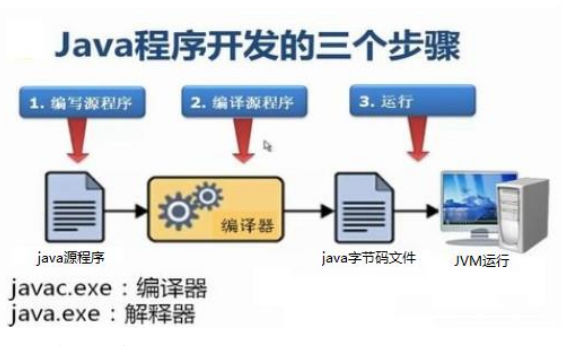 Java程序开发的三个步骤
1. 编写源程序
2. 编译源程序
3. 运行
编译器
java源程序
java字节码文件
JVM运行
javac.exe：编译器
java.exe：解释器